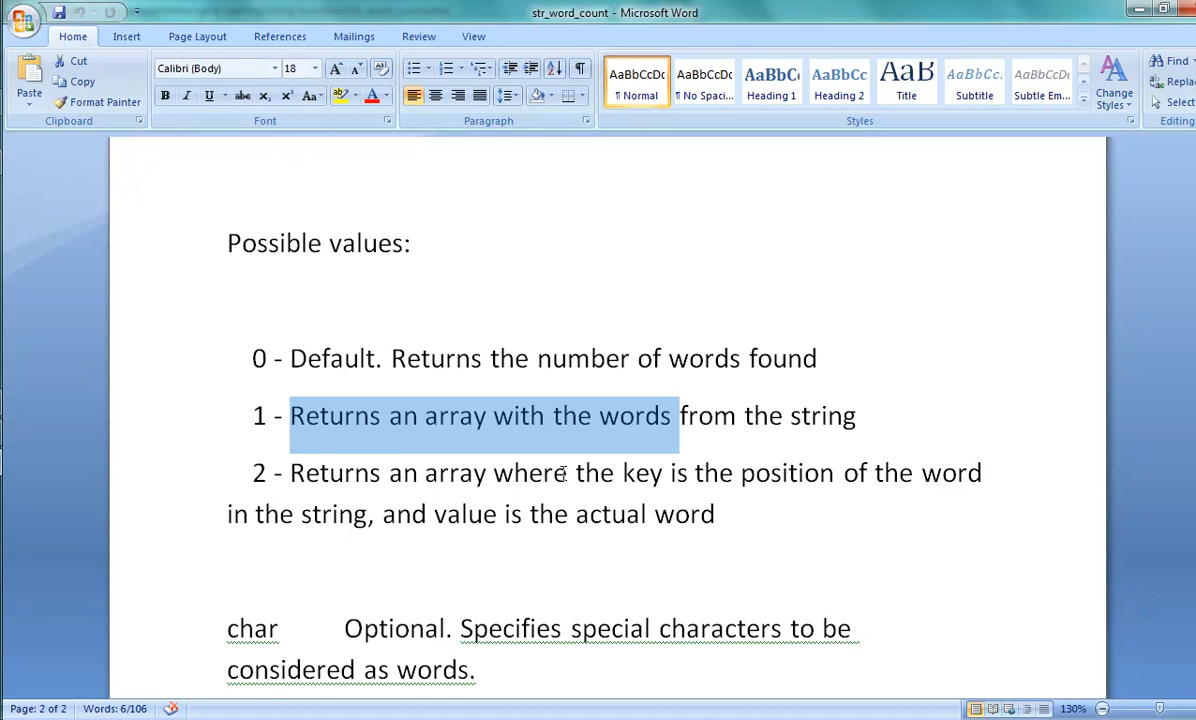 str_word_count - Microsoft Word
Home Insert Page Layout References Mailings Review View
Cut
Copy
Format Painter
Paste
Clipboard
Calibri (Body) 18
Font
Paragraph
AaBbCcDc AaBbCcDc AaBbCc AaBbCc AaB AaBbCc. AaBbCcDc
¶ Normal ¶ No Spaci... Heading 1 Heading 2 Title Subtitle Subtle Em...
Change
Styles
Styles
Find
Replac
Select
Editing
Possible values:
0 - Default. Returns the number of words found
1 - Returns an array with the words from the string
2 - Returns an array where the key is the position of the word
in the string, and value is the actual word
char Optional. Specifies special characters to be
considered as words.
Page: 2 of 2 Words: 6/106 130%